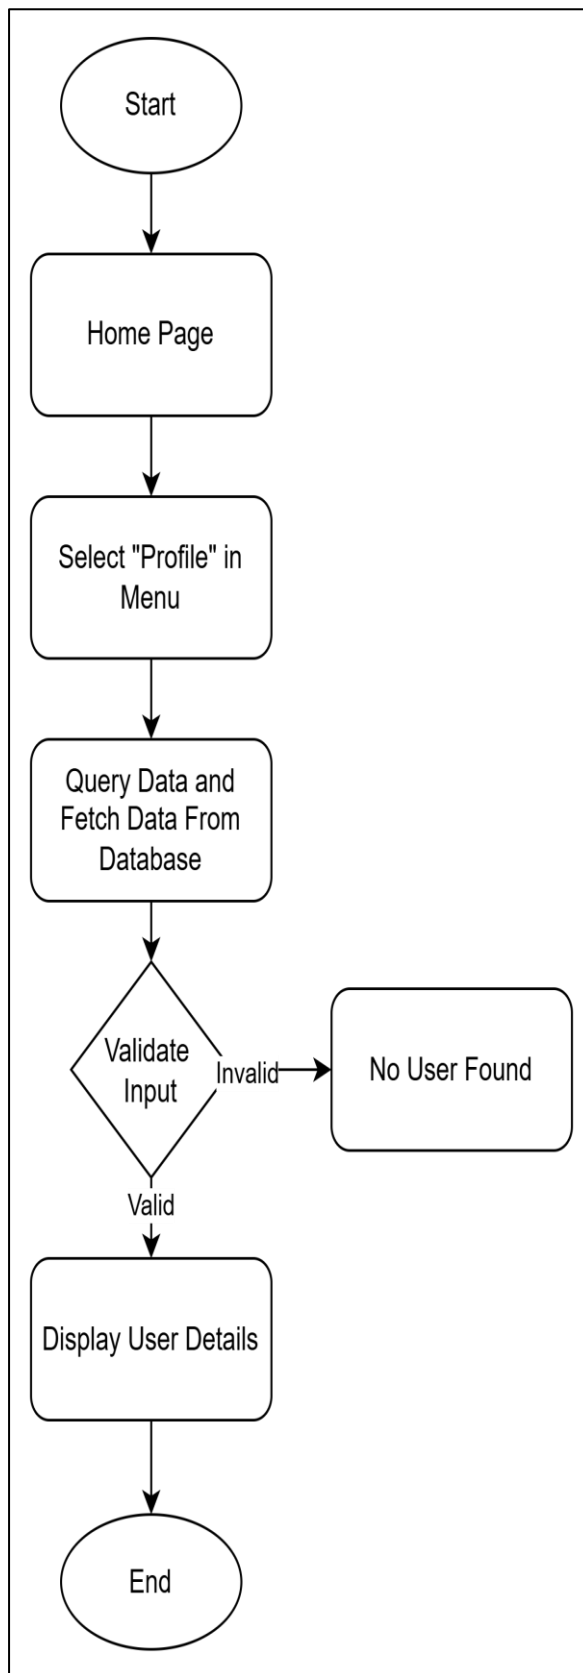 Start
Home Page
Select "Profile" in
Menu
Query Data and
Fetch Data From
Database
Validate
Input
Invalid
No User Found
Valid
Display User Details
End